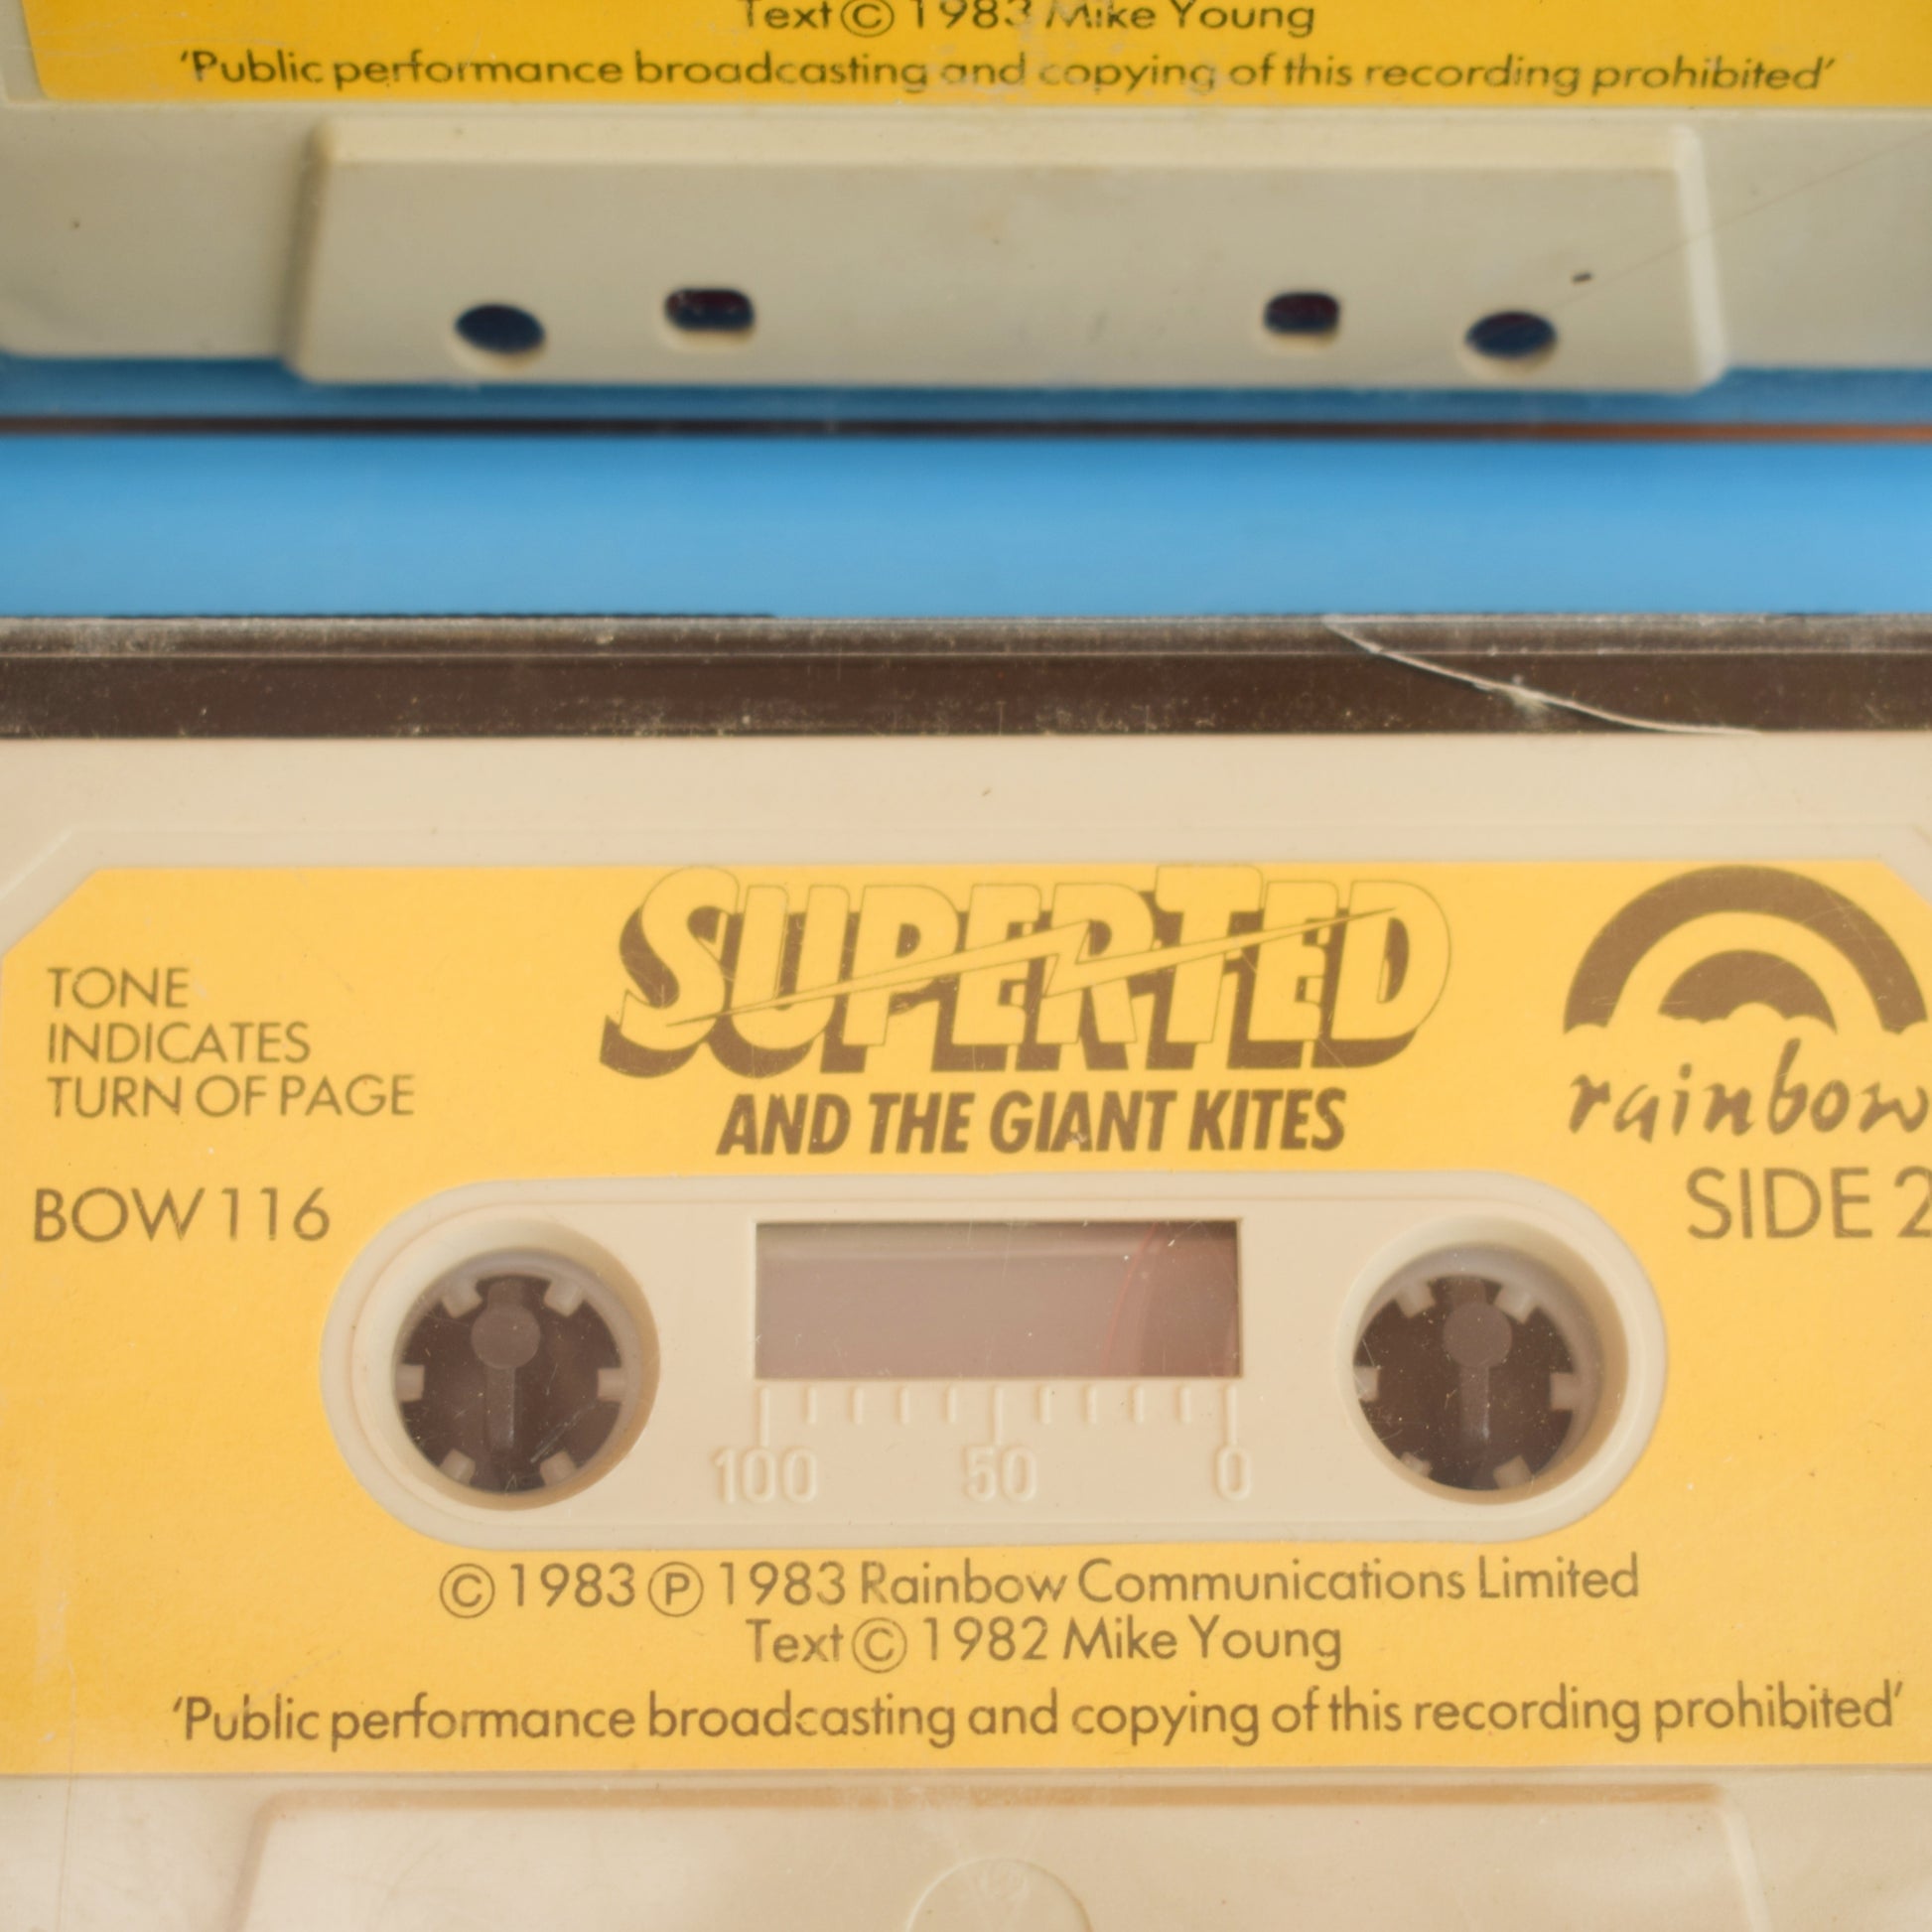 Text © 1983 Mike Young
'Public performance broadcasting and copying of this recording prohibited'
SUPERTED
AND THE GIANT KITES
TONE
INDICATES
TURN OF PAGE
rainbow
BOW 116
SIDE 2
100 50 0
© 1983 ℗ 1983 Rainbow Communications Limited
Text © 1982 Mike Young
'Public performance broadcasting and copying of this recording prohibited'